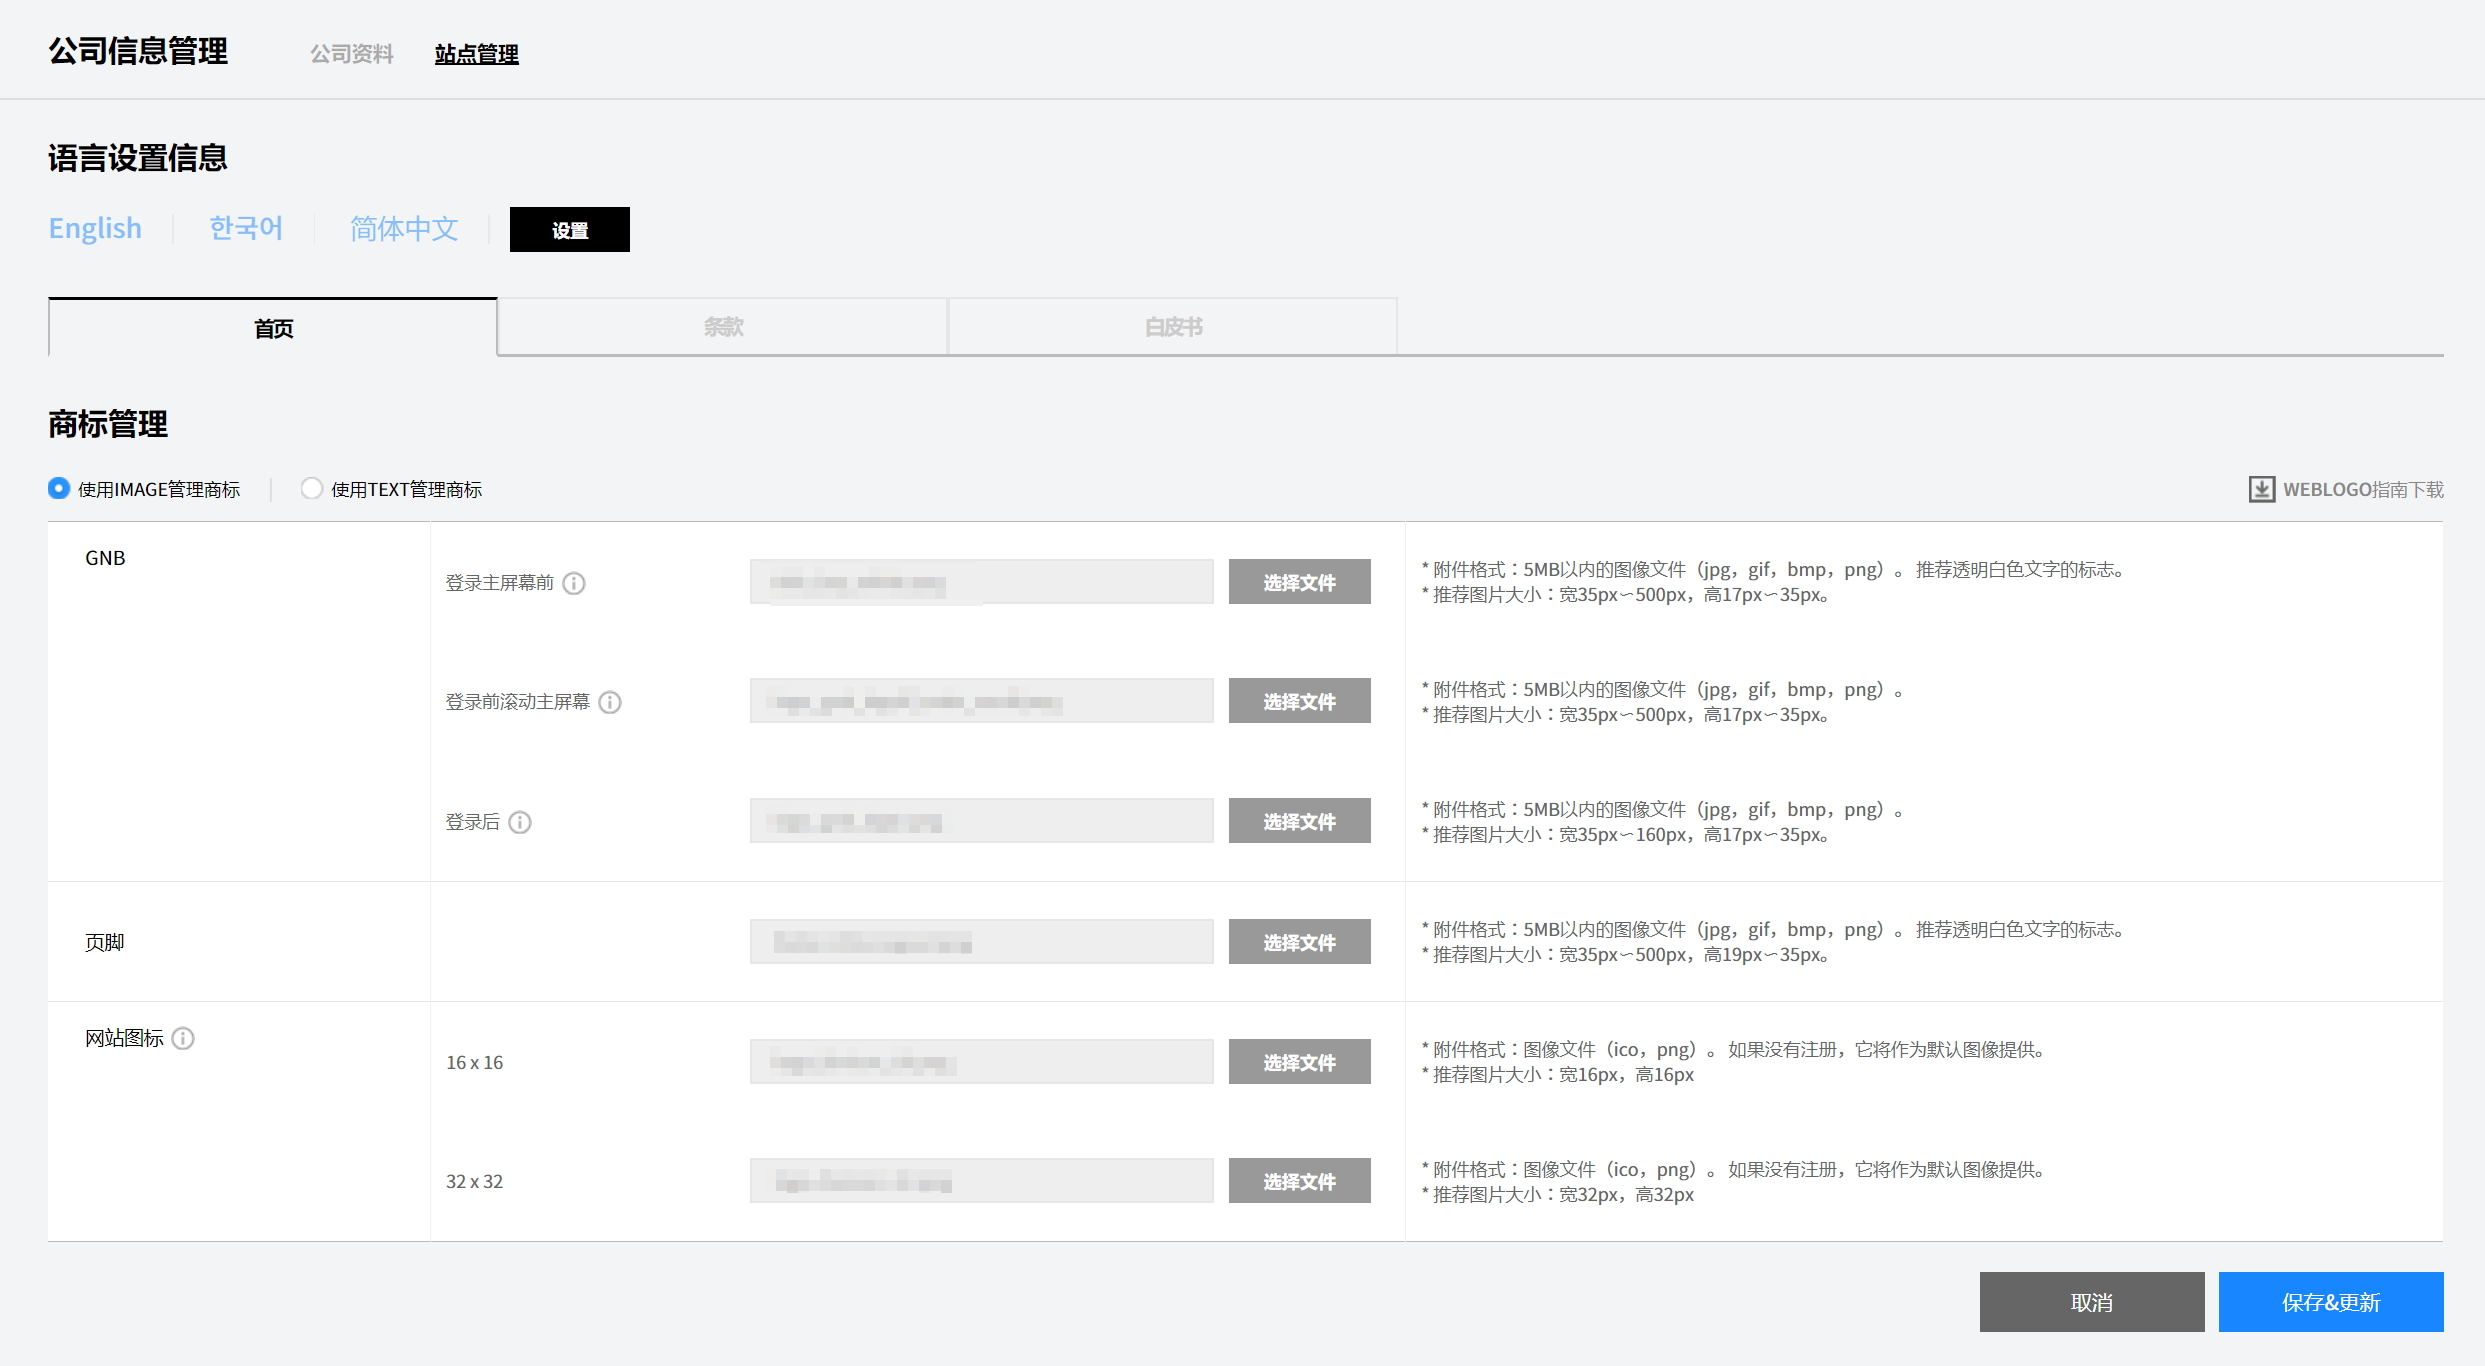 公司信息管理 公司资料 站点管理
语言设置信息
English 한국어 简体中文 设置
首页 条款 白皮书
商标管理
使用IMAGE管理商标 使用TEXT管理商标 WEBLOGO指南下载
GNB
登录主屏幕前 选择文件
* 附件格式：5MB以内的图像文件（jpg，gif，bmp，png）。 推荐透明白色文字的标志。
* 推荐图片大小：宽35px∽500px，高17px∽35px。
登录前滚动主屏幕 选择文件
* 附件格式：5MB以内的图像文件（jpg，gif，bmp，png）。
* 推荐图片大小：宽35px∽500px，高17px∽35px。
登录后 选择文件
* 附件格式：5MB以内的图像文件（jpg，gif，bmp，png）。
* 推荐图片大小：宽35px∽160px，高17px∽35px。
页脚 选择文件
* 附件格式：5MB以内的图像文件（jpg，gif，bmp，png）。 推荐透明白色文字的标志。
* 推荐图片大小：宽35px∽500px，高19px∽35px。
网站图标
16 x 16 选择文件
* 附件格式：图像文件（ico，png）。 如果没有注册，它将作为默认图像提供。
* 推荐图片大小：宽16px，高16px
32 x 32 选择文件
* 附件格式：图像文件（ico，png）。 如果没有注册，它将作为默认图像提供。
* 推荐图片大小：宽32px，高32px
取消 保存&更新